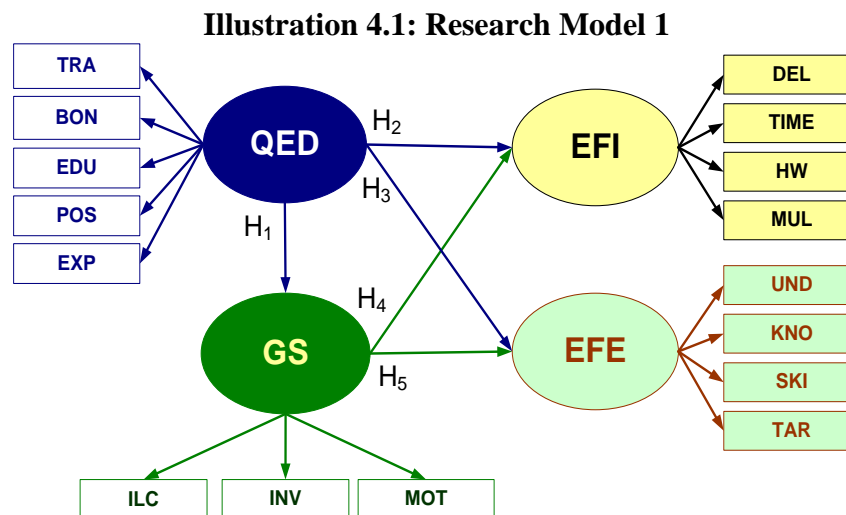 Illustration 4.1: Research Model 1
TRA
BON
EDU
POS
EXP
QED
H1
H2
H3
GS
H4
H5
ILC
INV
MOT
EFI
DEL
TIME
HW
MUL
EFE
UND
KNO
SKI
TAR